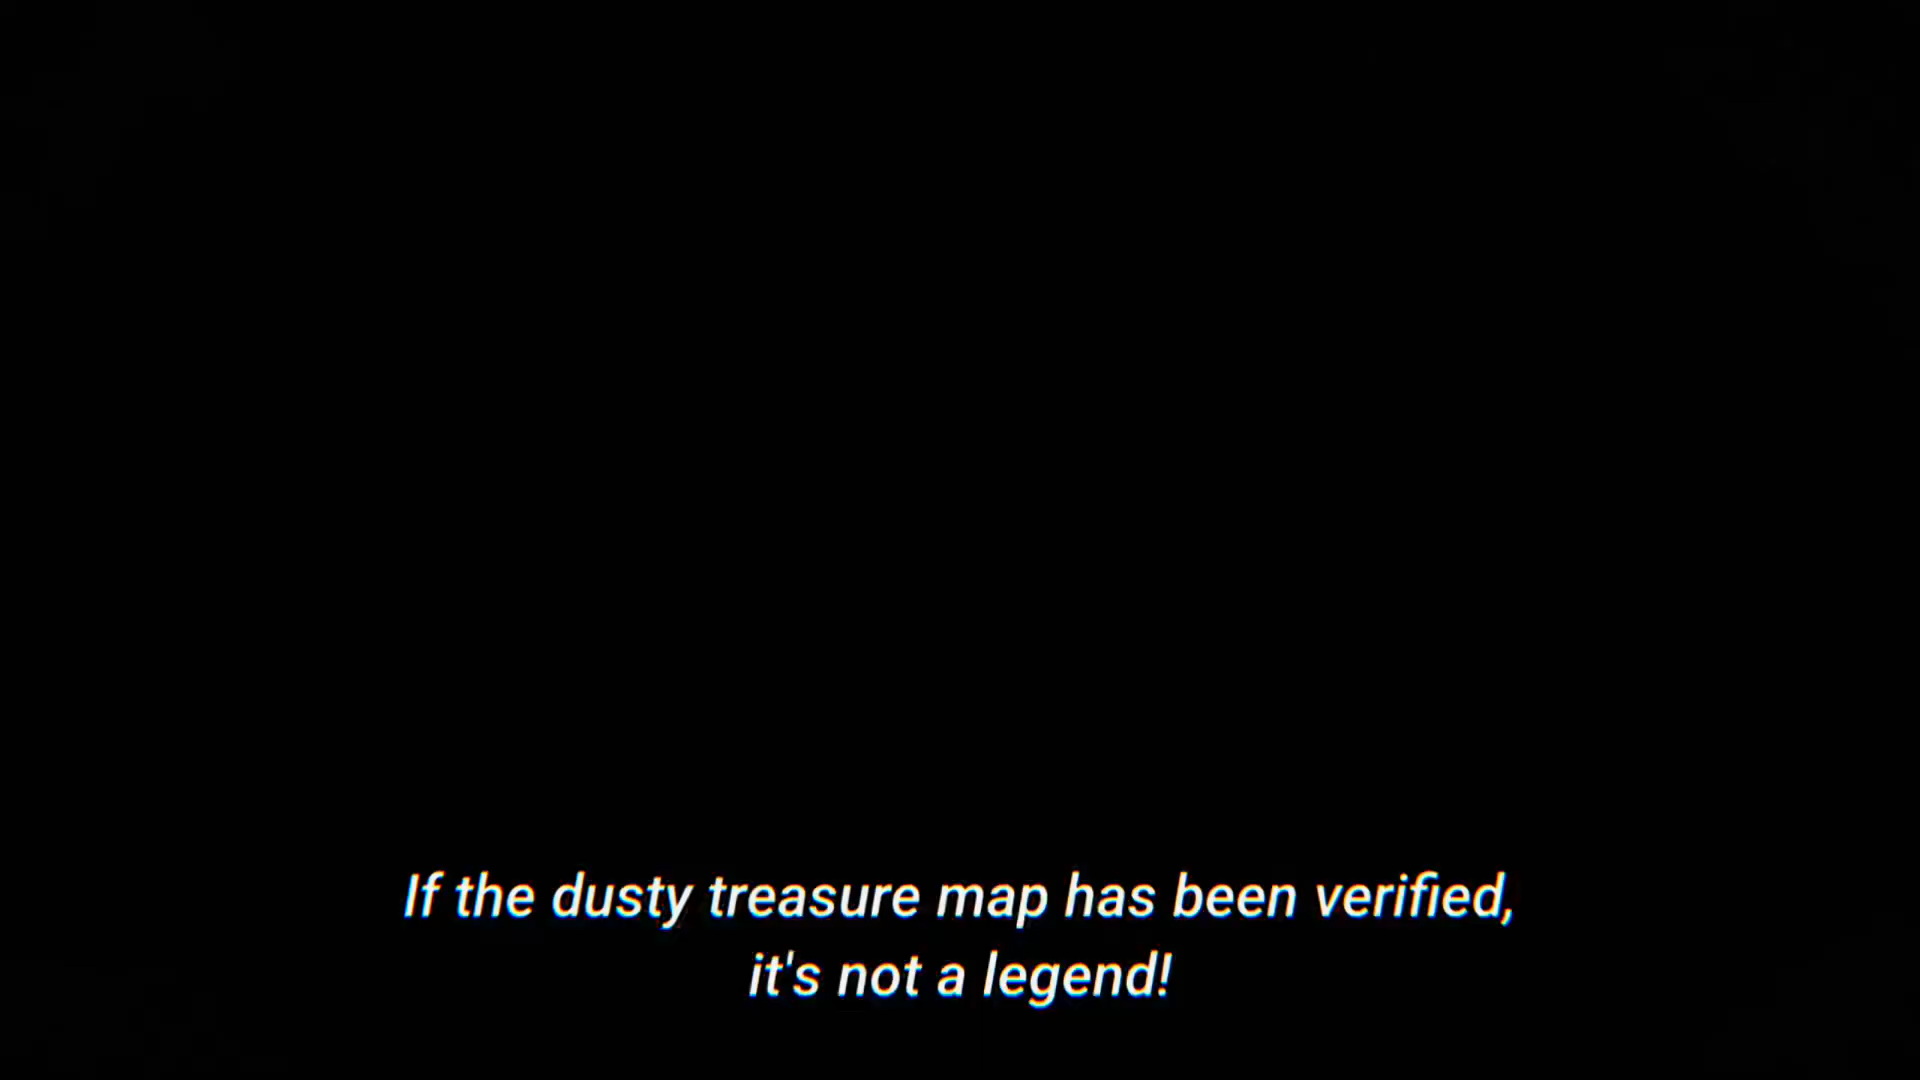 If the dusty treasure map has been verified,
it's not a legend!